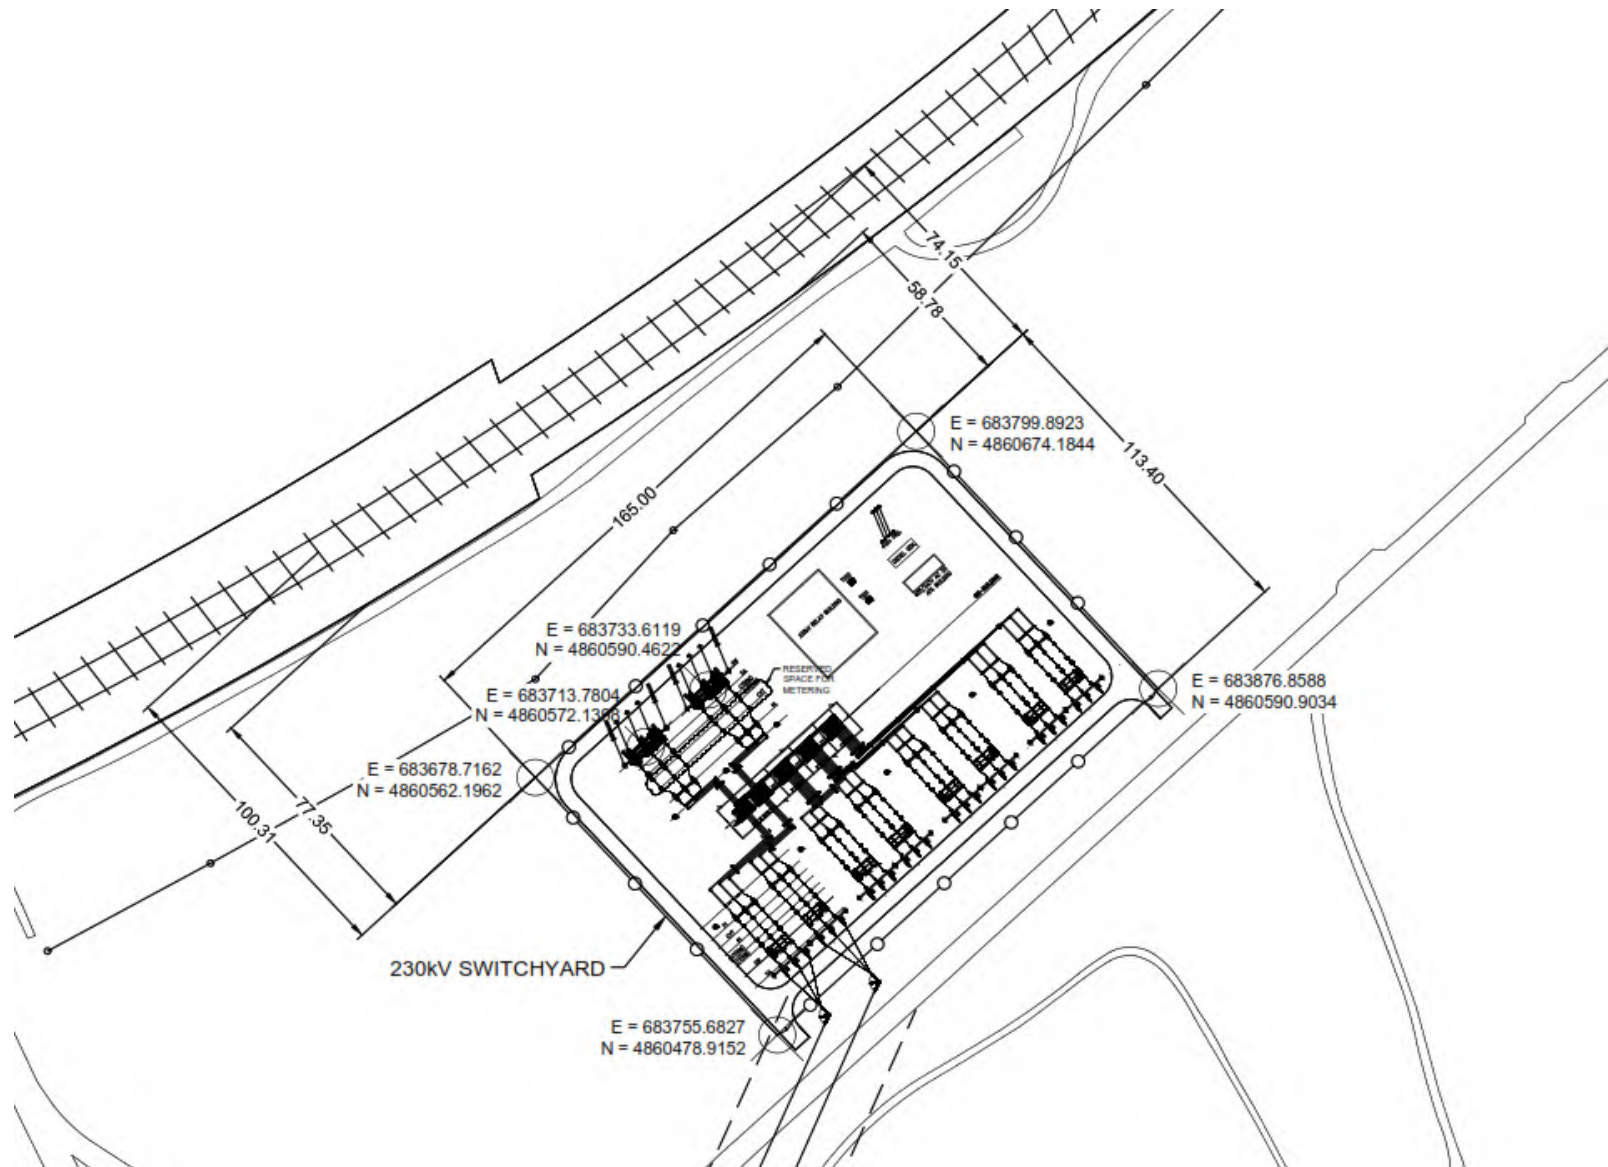 74.15
58.78
E = 683799.8923
N = 4860674.1844
113.40
165.00
E = 683733.6119
N = 4860590.4622
RESERVED
SPACE FOR
METERING
E = 683876.8588
N = 4860590.9034
E = 683713.7804
N = 4860572.13
E = 683678.7162
N = 4860562.1962
77.35
100.31
230kV SWITCHYARD
E = 683755.6827
N = 4860478.9152